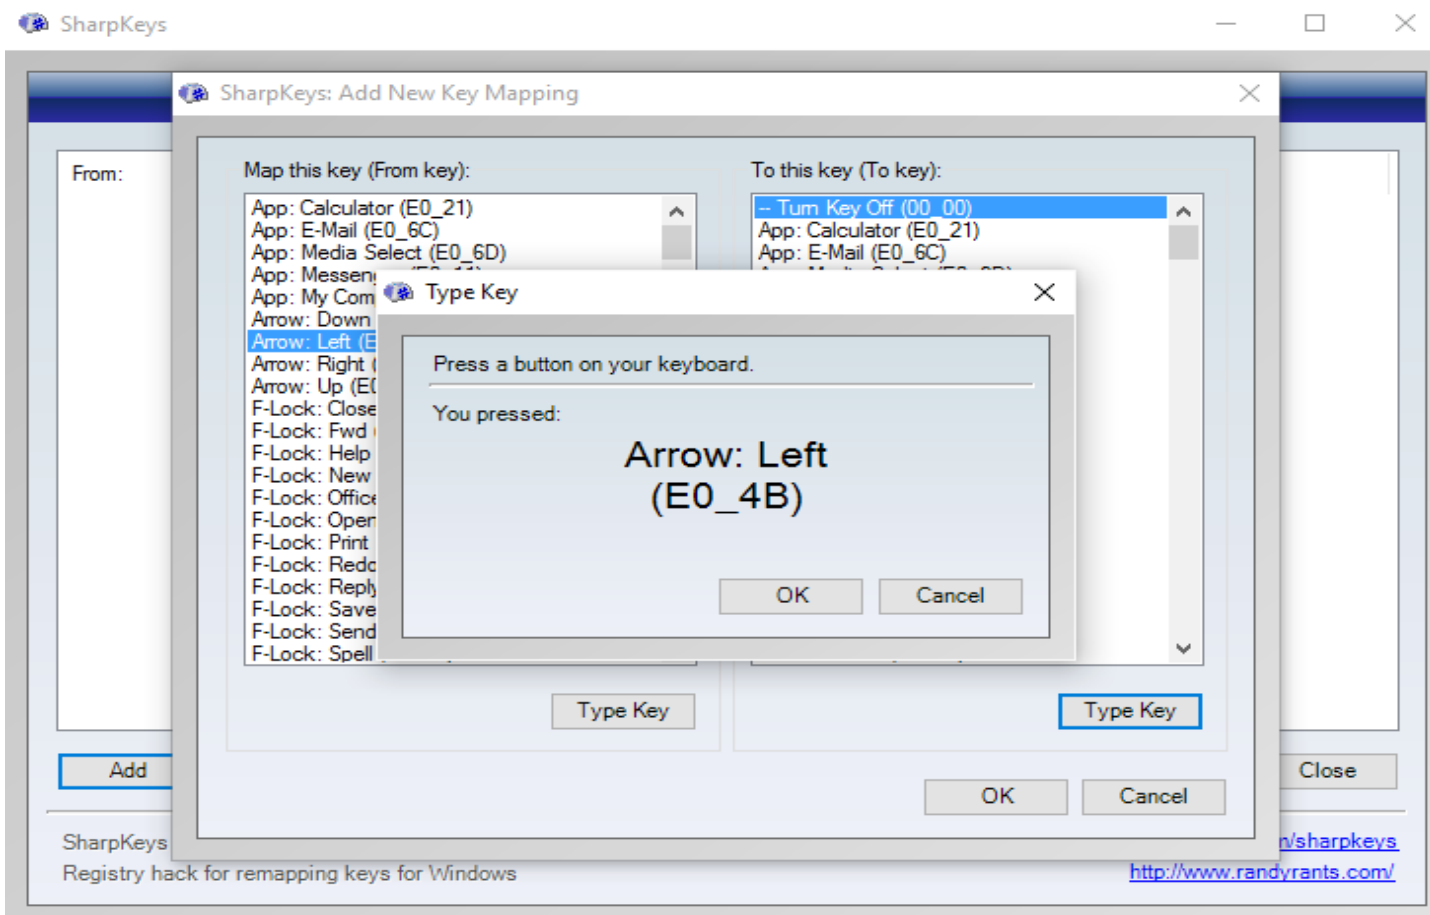 SharpKeys
SharpKeys: Add New Key Mapping
From:
Map this key (From key):
App: Calculator (E0_21)
App: E-Mail (E0_6C)
App: Media Select (E0_6D)
App: My Com
Arrow: Down
Arrow: Left (E
Arrow: Right (
Arrow: Up (E0
F-Lock: Close
F-Lock: Fwd
F-Lock: Help
F-Lock: New
F-Lock: Office
F-Lock: Open
F-Lock: Print
F-Lock: Redo
F-Lock: Reply
F-Lock: Save
F-Lock: Send
F-Lock: Spell
Type Key
To this key (To key):
-- Turn Key Off (00_00)
App: Calculator (E0_21)
App: E-Mail (E0_6C)
Type Key
Type Key
Press a button on your keyboard.
You pressed:
Arrow: Left
(E0_4B)
OK Cancel
OK Cancel
Add
Close
SharpKeys
n/sharpkeys
Registry hack for remapping keys for Windows
http://www.randyrants.com/